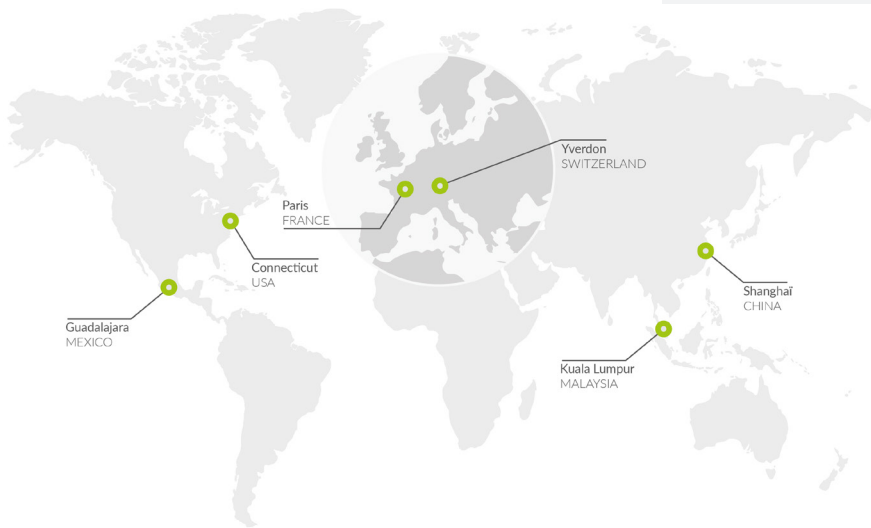 Yverdon
SWITZERLAND
Paris
FRANCE
Connecticut
USA
Shanghaï
CHINA
Guadalajara
MEXICO
Kuala Lumpur
MALAYSIA